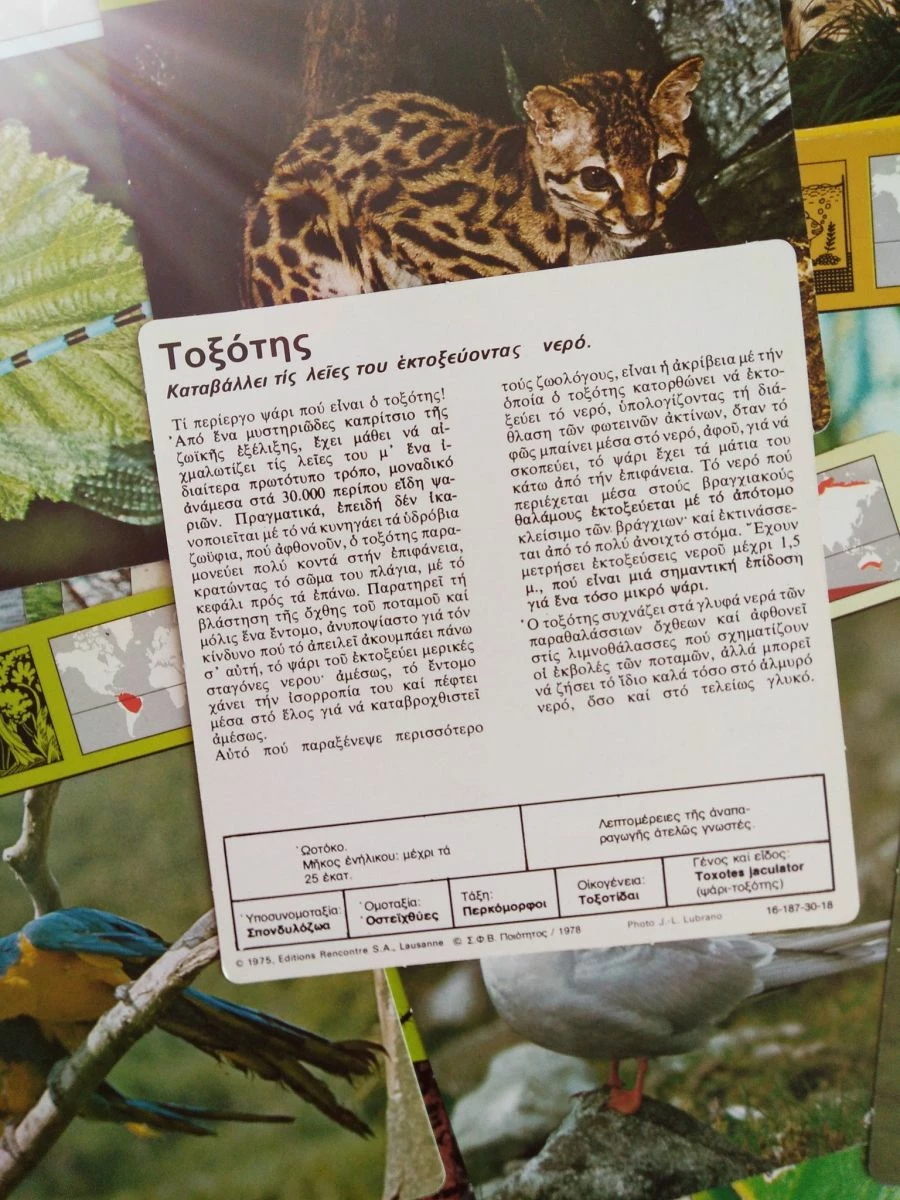 Τοξότης
Καταβάλλει τίς λεῖες του ἐκτοξεύοντας νερό.
Τί περίεργο ψάρι πού εἶναι ὁ τοξότης!
Ἀπό ἕνα μυστηριῶδες καπρίτσιο τῆς
ζωϊκῆς ἐξέλιξης, ἔχει μάθει νά αἰ-
χμαλωτίζει τίς λεῖες του μ' ἕνα ἰ-
διαίτερα πρωτότυπο τρόπο, μοναδικό
ἀνάμεσα στά 30.000 περίπου εἴδη ψα-
ριῶν. Πραγματικά, ἐπειδή δέν ἱκα-
νοποιεῖται μέ τό νά κυνηγάει τά ὑδρόβια
ζωύφια, πού ἀφθονοῦν, ὁ τοξότης παρα-
μονεύει πολύ κοντά στήν ἐπιφάνεια,
κρατώντας τό σῶμα του πλάγια, μέ τό
κεφάλι πρός τά ἐπάνω. Παρατηρεῖ τή
βλάστηση τῆς ὄχθης τοῦ ποταμοῦ καί
μόλις ἕνα ἔντομο, ἀνυποψίαστο γιά τόν
κίνδυνο πού τό ἀπειλεῖ ἀκουμπάει πάνω
σ' αὐτή, τό ψάρι τοῦ ἐκτοξεύει μερικές
σταγόνες νερου· ἀμέσως, τό ἔντομο
χάνει τήν ἰσορροπία του καί πέφτει
μέσα στό ἕλος γιά νά καταβροχθιστεῖ
ἀμέσως.
Αὐτό πού παραξένεψε περισσότερο
τούς ζωολόγους, εἶναι ἡ ἀκρίβεια μέ τήν
ὁποία ὁ τοξότης κατορθώνει νά ἐκτο-
ξεύει τό νερό, ὑπολογίζοντας τή διά-
θλαση τῶν φωτεινῶν ἀκτίνων, ὅταν τό
φῶς μπαίνει μέσα στό νερό, ἀφοῦ, γιά νά
σκοπεύει, τό ψάρι ἔχει τά μάτια του
κάτω ἀπό τήν ἐπιφάνεια. Τό νερό πού
περιέχεται μέσα στούς βραγχιακούς
θαλάμους ἐκτοξεύεται μέ τό ἀπότομο
κλείσιμο τῶν βράγχιων· καί ἐκτινάσσε-
ται ἀπό τό πολύ ἀνοιχτό στόμα. Ἔχουν
μετρήσει ἐκτοξεύσεις νεροῦ μέχρι 1,5
μ., πού εἶναι μιά σημαντική ἐπίδοση
γιά ἕνα τόσο μικρό ψάρι.
Ὁ τοξότης συχνάζει στά γλυφά νερά τῶν
παραθαλάσσιων ὄχθεων καί ἀφθονεῖ
στίς λιμνοθάλασσες πού σχηματίζουν
οἱ ἐκβολές τῶν ποταμῶν, ἀλλά μπορεῖ
νά ζήσει τό ἴδιο καλά τόσο στό ἁλμυρό
νερό, ὅσο καί στό τελείως γλυκό.
Ὠοτόκο.
Μῆκος ἐνήλικου: μέχρι τά
25 ἑκατ.
Λεπτομέρειες τῆς ἀναπα-
ραγωγῆς ἀτελῶς γνωστές.
Ὑποσυνομοταξία:
Σπονδυλόζωα
Ὁμοταξία:
Ὀστεϊχθύες
Τάξη:
Περκόμορφοι
Οἰκογένεια:
Τοξοτίδαι
Γένος καί εἶδος:
Toxotes jaculator
(ψάρι-τοξότης)
© 1975, Editions Rencontre S.A., Lausanne © Σ.Φ.Β. Ποιότητος / 1978 Photo J.-L. Lubrano 16-187-30-18